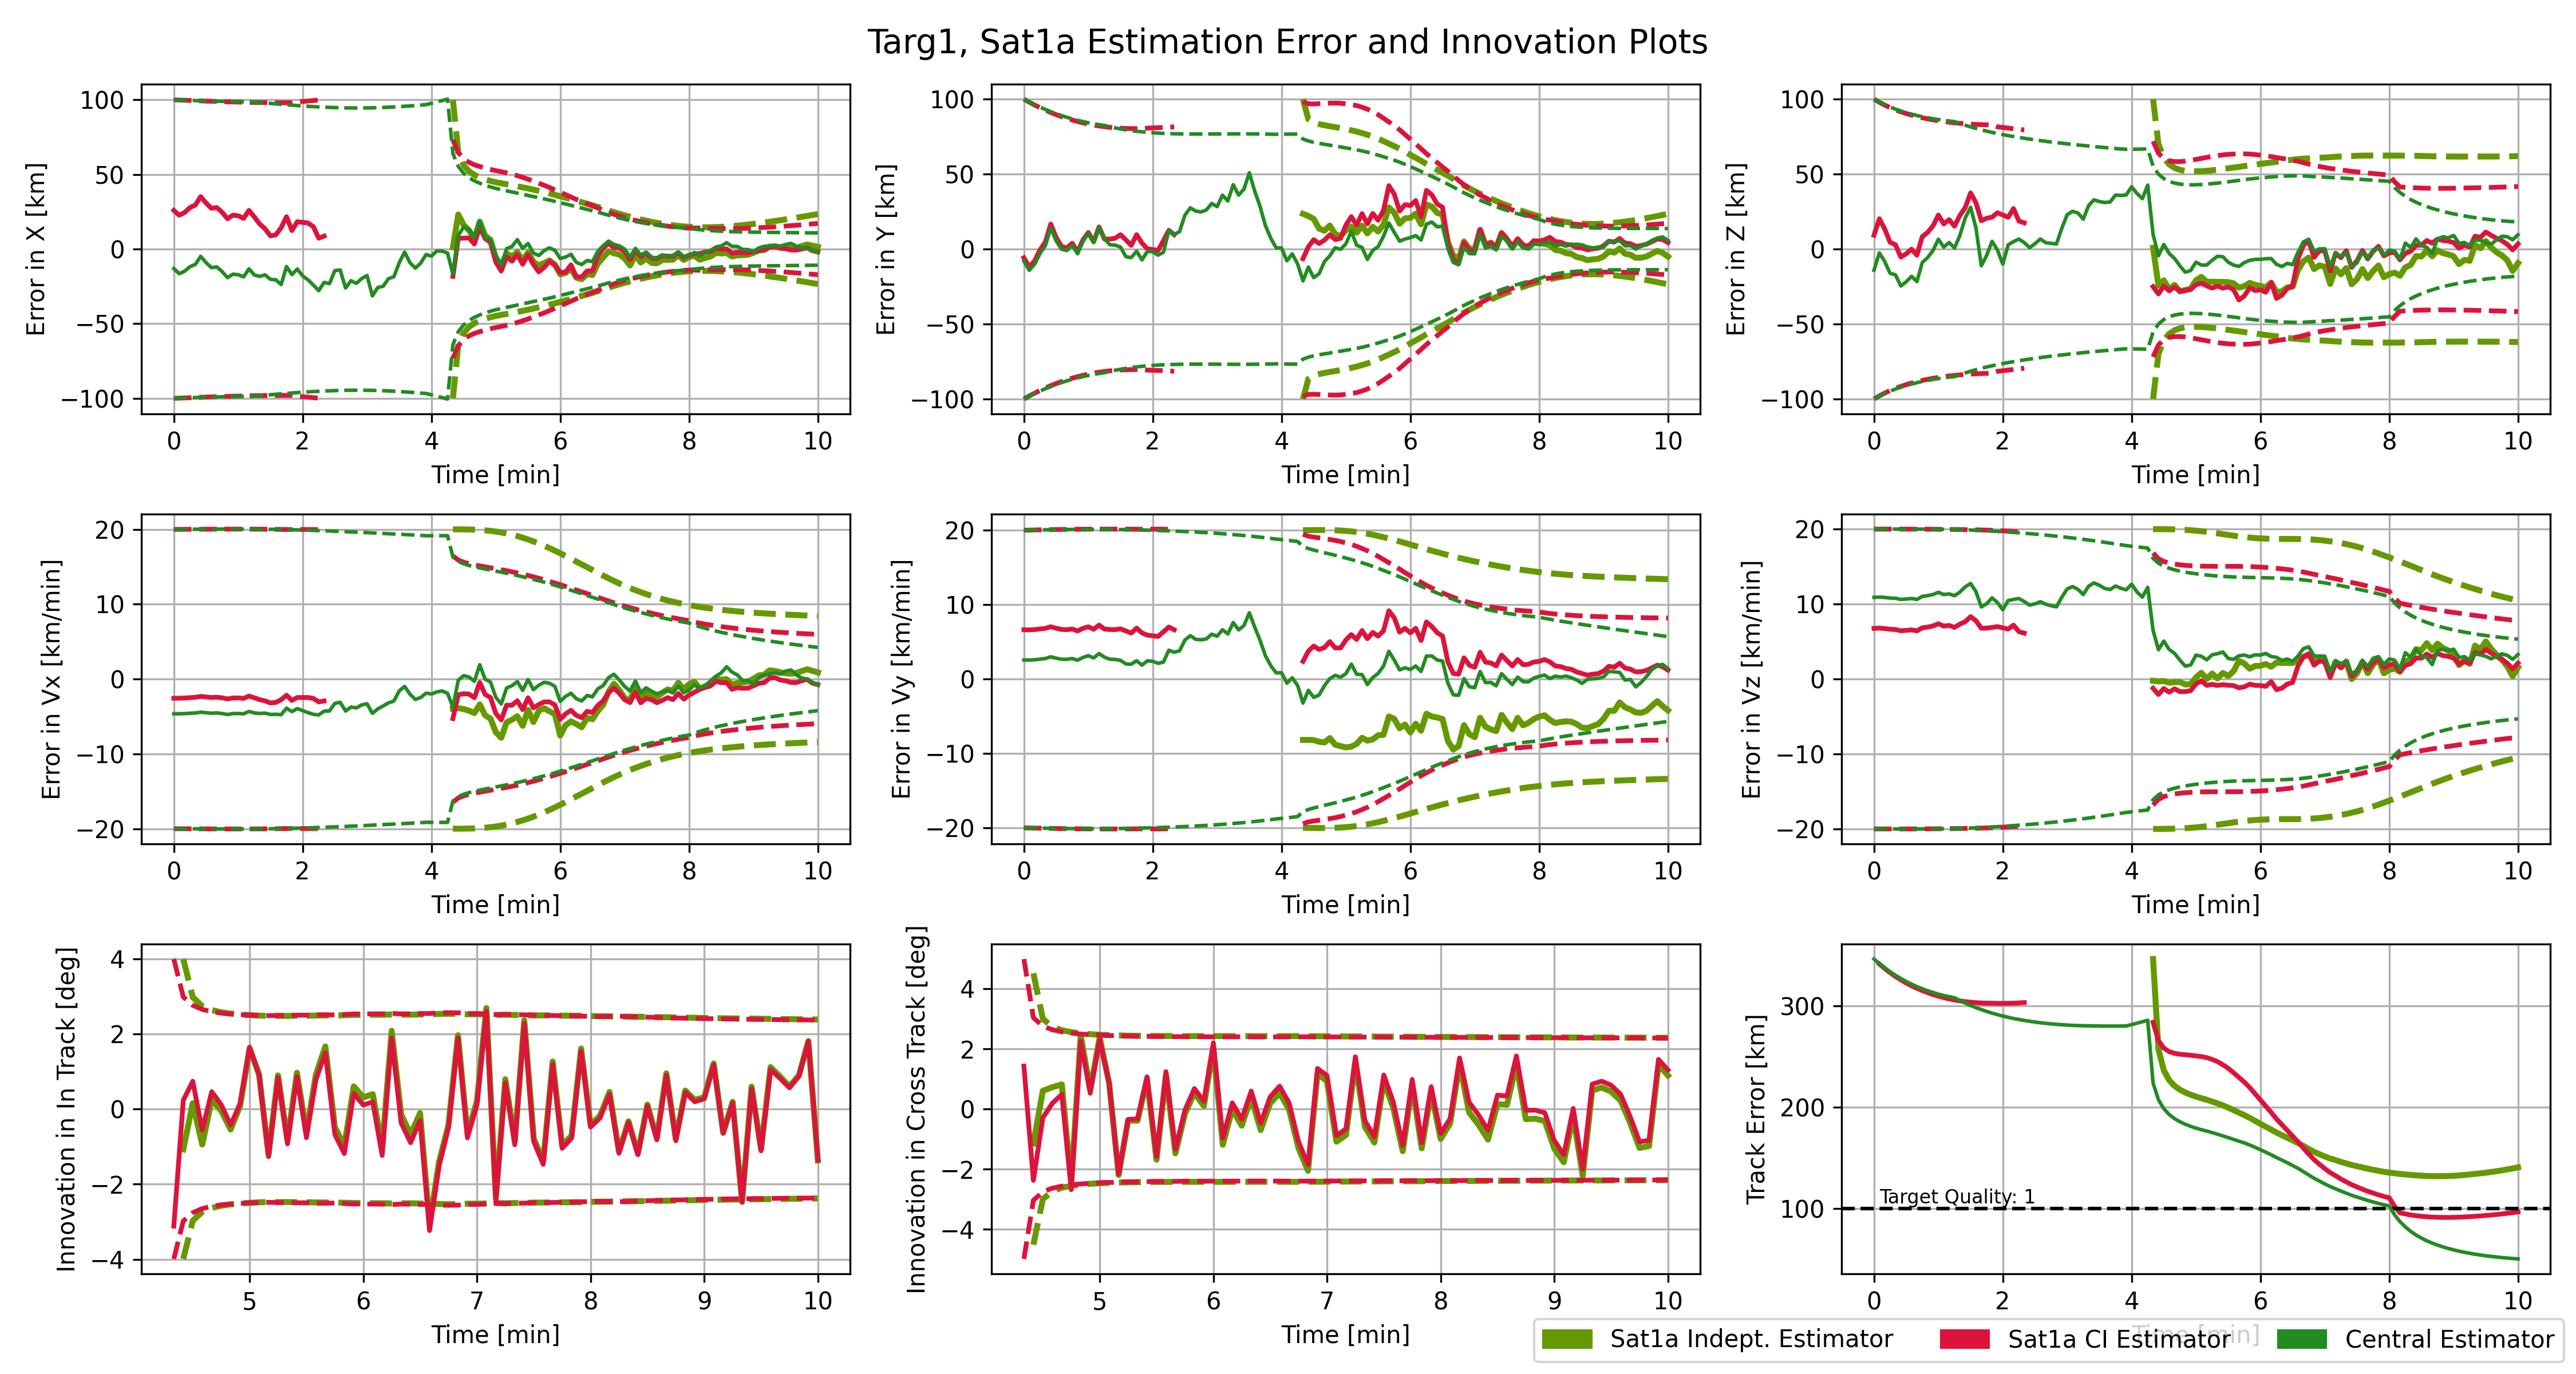 Targ1, Sat1a Estimation Error and Innovation Plots
Error in X [km]
100
50
0
−50
−100
0 2 4 6 8 10
Time [min]
Error in Y [km]
100
50
0
−50
−100
0 2 4 6 8 10
Time [min]
Error in Z [km]
100
50
0
−50
−100
0 2 4 6 8 10
Time [min]
Error in Vx [km/min]
20
10
0
−10
−20
0 2 4 6 8 10
Time [min]
Error in Vy [km/min]
20
10
0
−10
−20
0 2 4 6 8 10
Time [min]
Error in Vz [km/min]
20
10
0
−10
−20
0 2 4 6 8 10
Time [min]
Innovation in In Track [deg]
4
2
0
−2
−4
5 6 7 8 9 10
Time [min]
Innovation in Cross Track [deg]
4
2
0
−2
−4
5 6 7 8 9 10
Time [min]
Track Error [km]
300
200
100
Target Quality: 1
0 2 4 6 8 10
Time [min]
Sat1a Indept. Estimator Sat1a CI Estimator Central Estimator